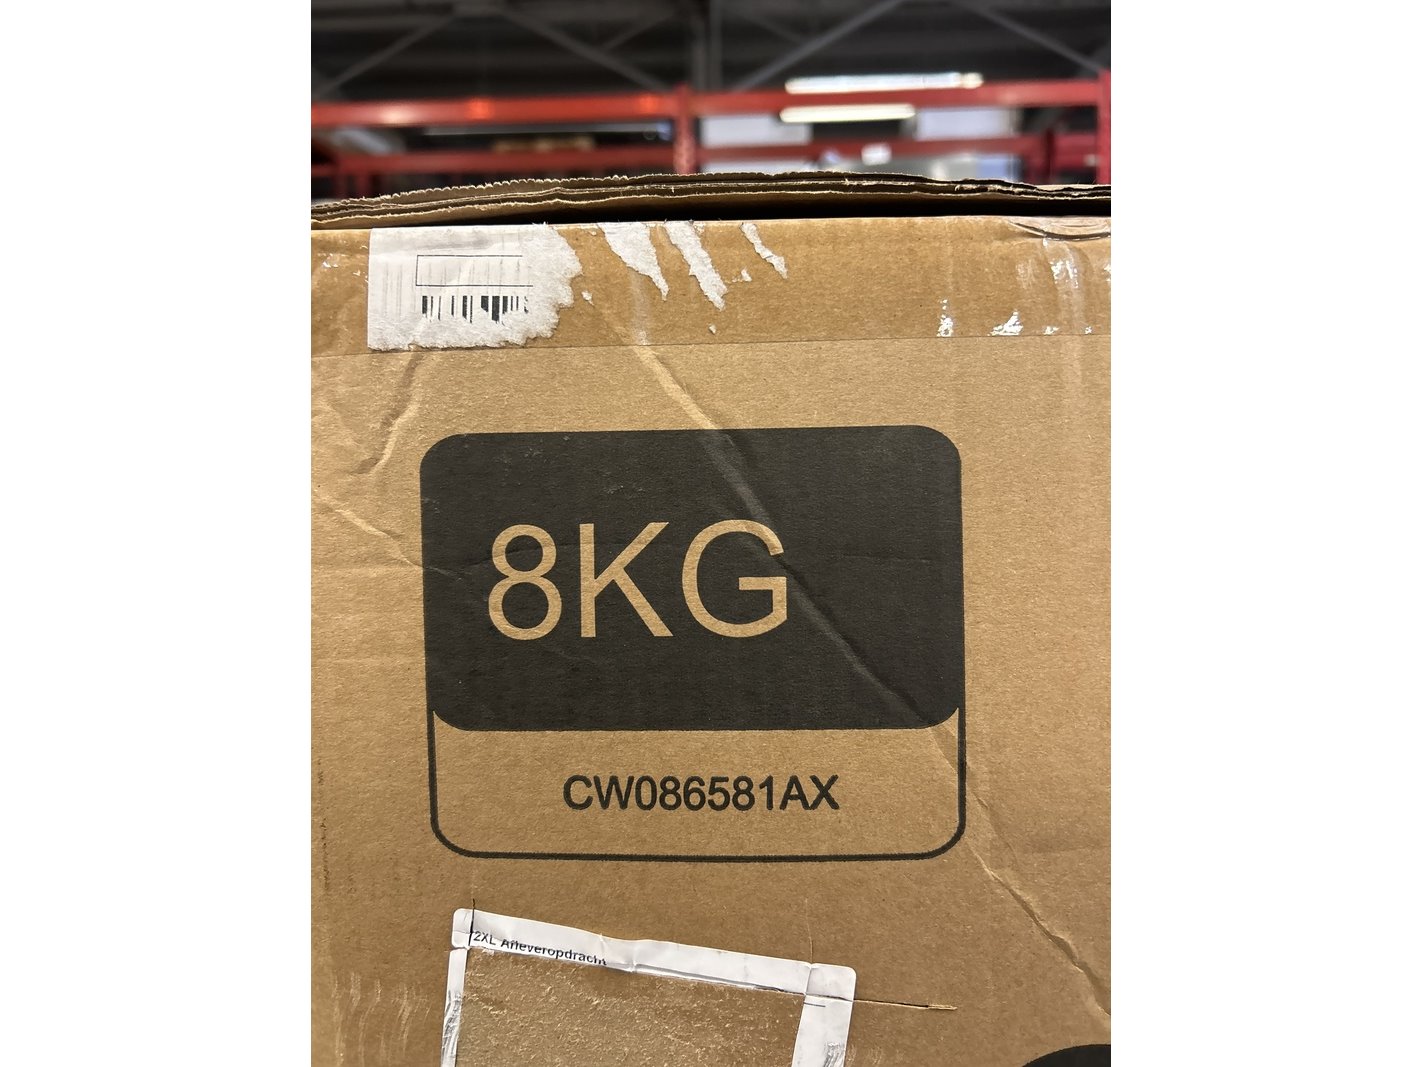 8KG
CW086581AX
2XL Afleveropdracht